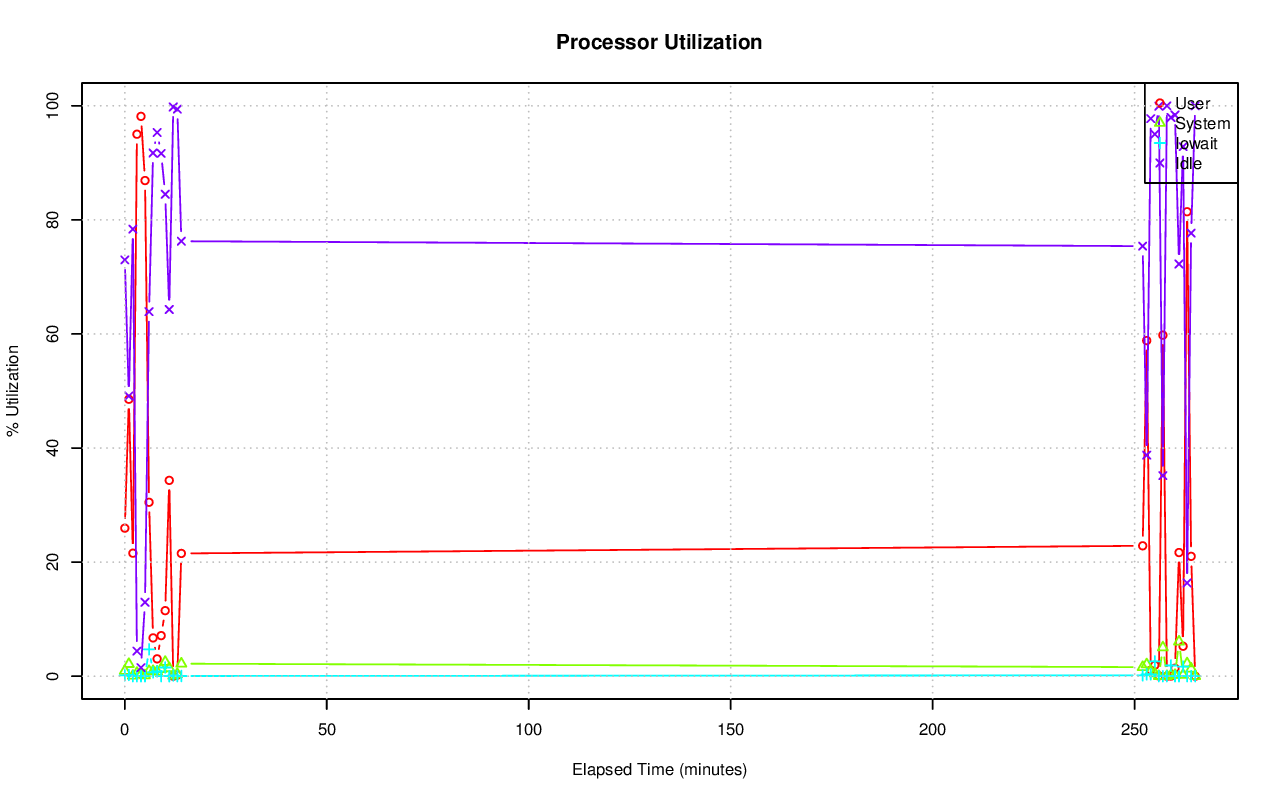 Processor Utilization
100
80
60
40
20
0
% Utilization
User
System
Iowait
Idle
0 50 100 150 200 250
Elapsed Time (minutes)